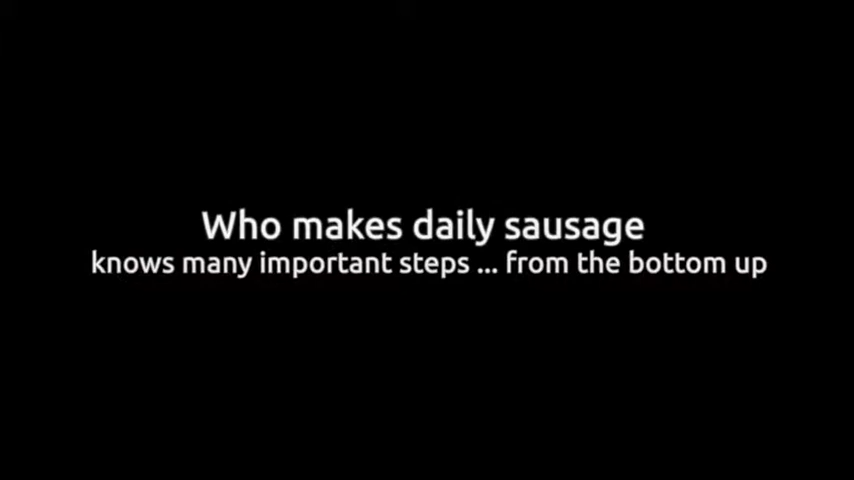 Who makes daily sausage
knows many important steps ... from the bottom up